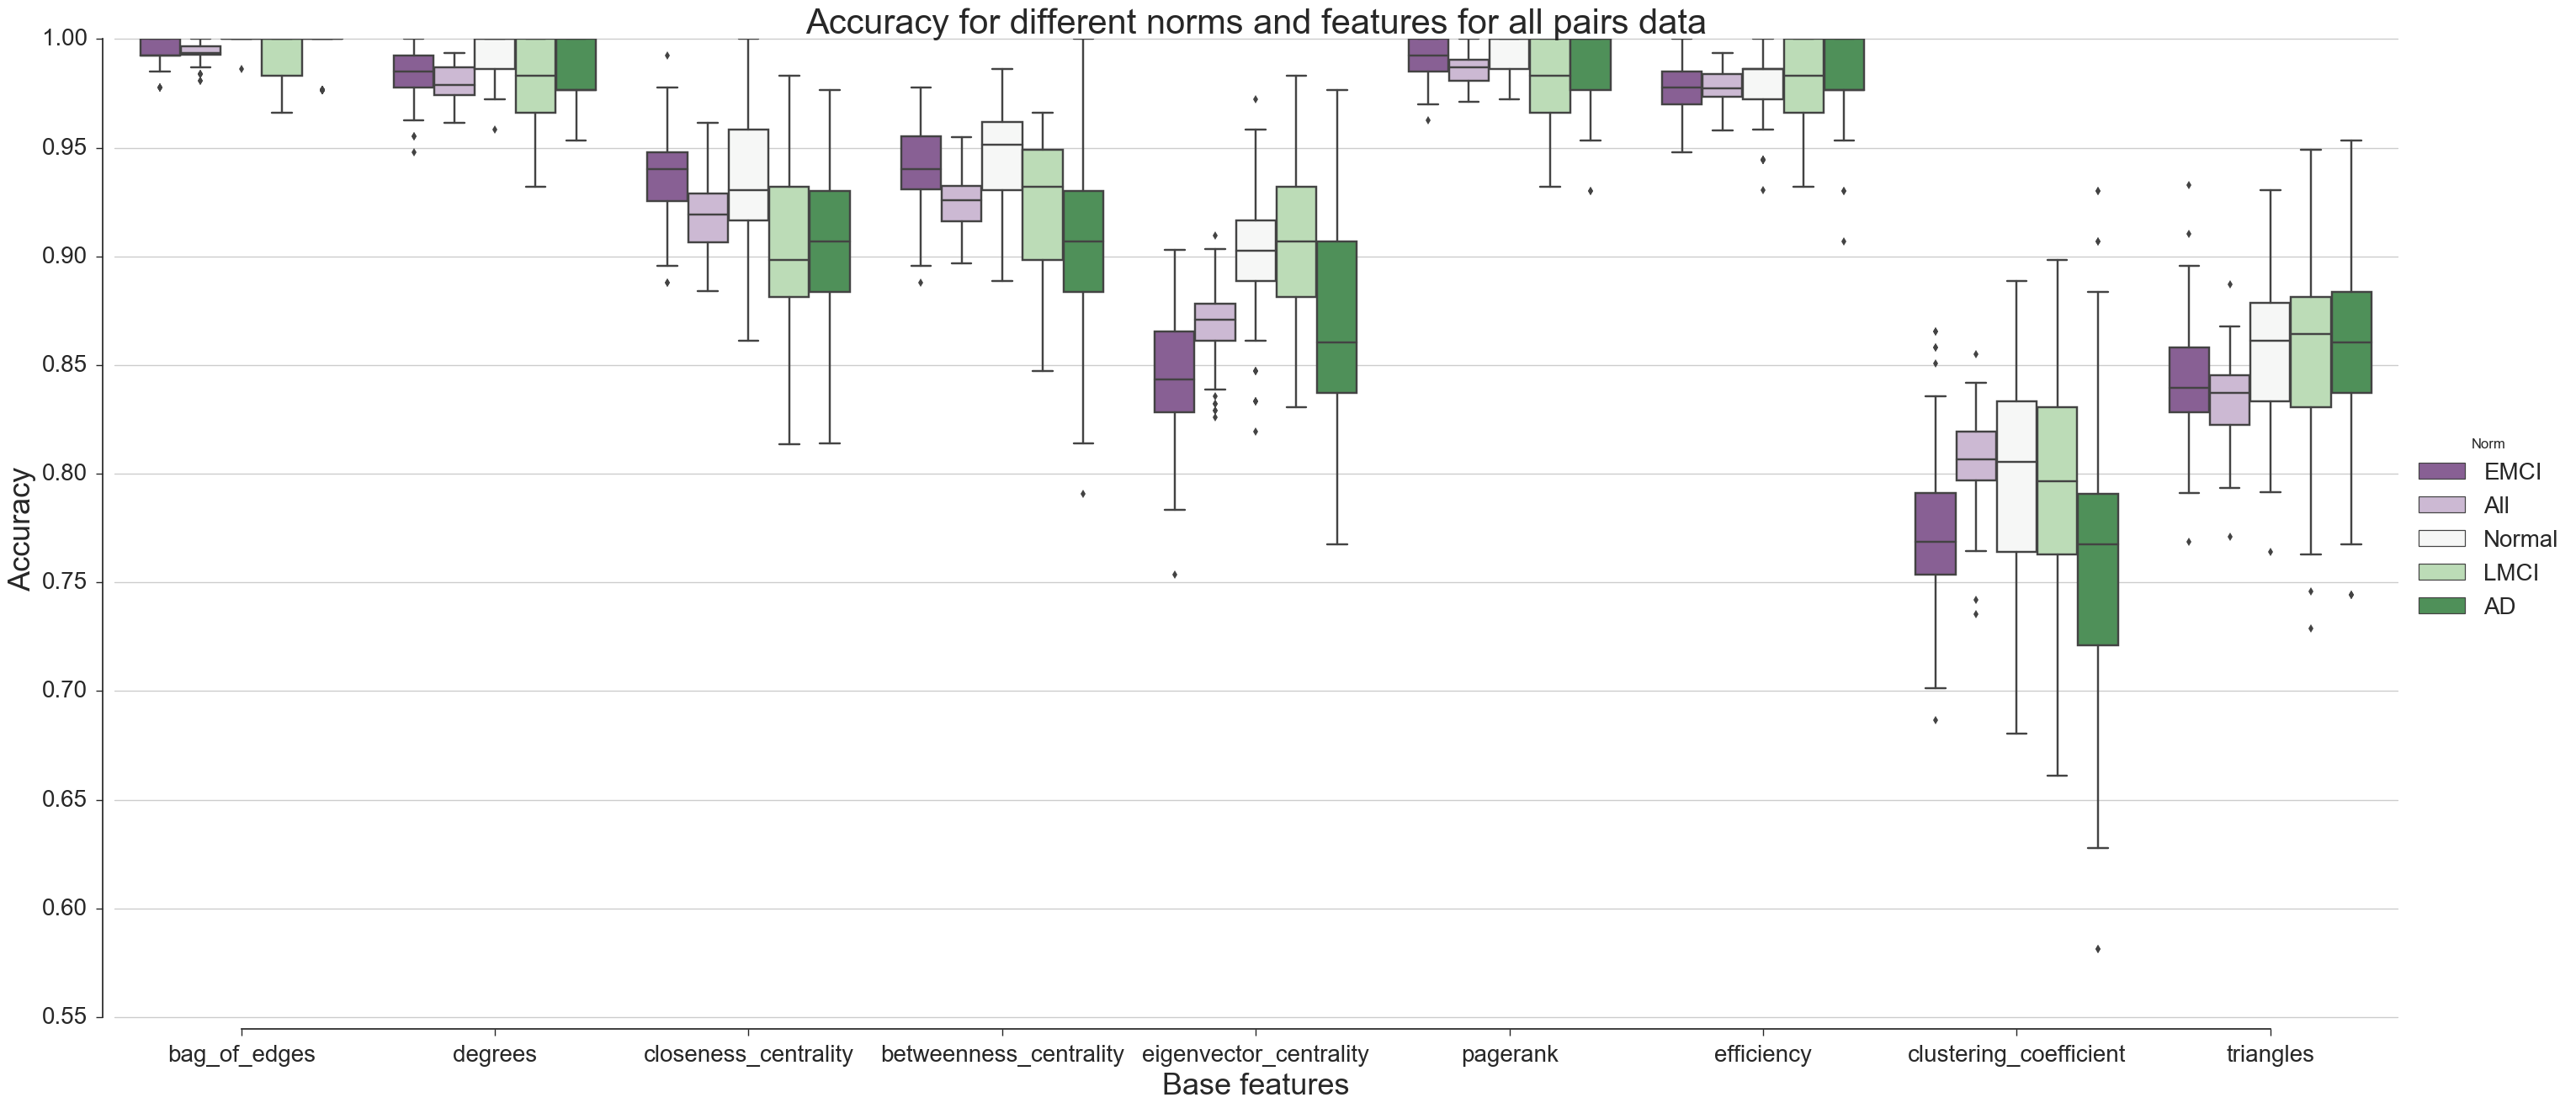 Accuracy for different norms and features for all pairs data
1.00
0.95
0.90
0.85
0.80
0.75
0.70
0.65
0.60
0.55
Accuracy
bag_of_edges degrees closeness_centrality betweenness_centrality eigenvector_centrality pagerank efficiency clustering_coefficient triangles
Base features
Norm
EMCI
All
Normal
LMCI
AD